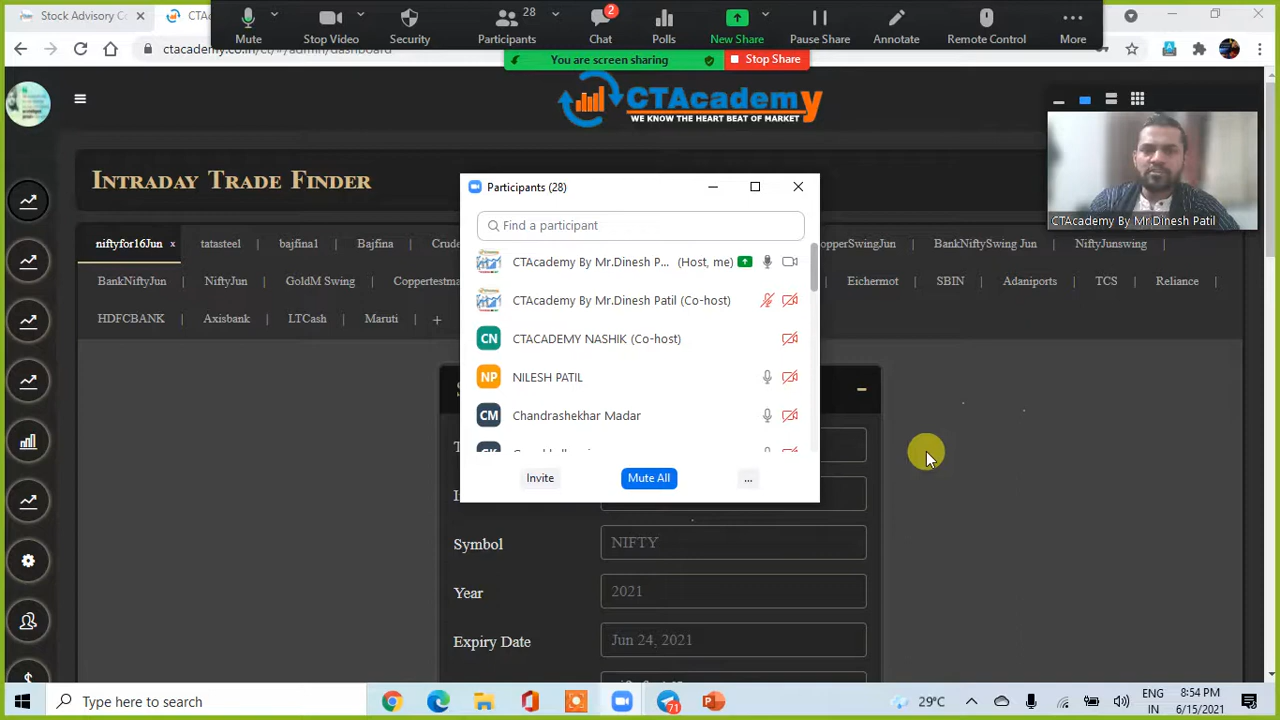 Stock Advisory Co
CTA
28
2
Mute
Stop Video
Security
Participants
Chat
Polls
New Share
Pause Share
Annotate
Remote Control
More
You are screen sharing
Stop Share
CTAcademy
WE KNOW THE HEART BEAT OF MARKET
CTAcademy By Mr.Dinesh Patil
INTRADAY TRADE FINDER
niftyfor16Jun x
tatasteel
bajfina1
Bajfina
BankNiftySwing Jun
NiftyJunswing
BankNiftyJun
NiftyJun
GoldM Swing
Eichermot
SBIN
Adaniports
TCS
Reliance
HDFCBANK
Axisbank
LTCash
Maruti
+
Participants (28)
Find a participant
CTAcademy By Mr.Dinesh P... (Host, me)
CTAcademy By Mr.Dinesh Patil (Co-host)
CN CTACADEMY NASHIK (Co-host)
NP NILESH PATIL
CM Chandrashekhar Madar
Invite
Mute All
...
Symbol
NIFTY
Year
2021
Expiry Date
Jun 24, 2021
Type here to search
71
29°C
ENG
IN
8:54 PM
6/15/2021